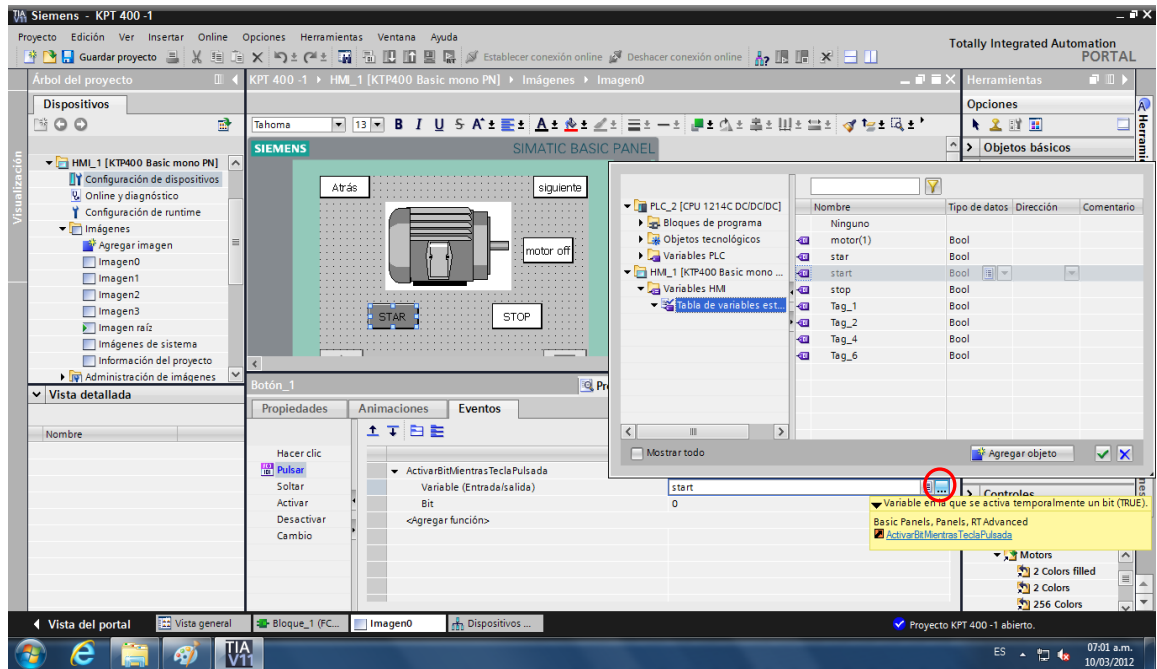 Siemens - KPT 400 -1
Proyecto Edición Ver Insertar Online Opciones Herramientas Ventana Ayuda
Totally Integrated Automation
PORTAL
Guardar proyecto
Establecer conexión online
Deshacer conexión online
Árbol del proyecto
KPT 400 -1 HMI_1 [KTP400 Basic mono PN] Imágenes Imagen0
Herramientas
Dispositivos
Opciones
Tahoma 13 B I U S
Objetos básicos
Visualización
HMI_1 [KTP400 Basic mono PN]
Configuración de dispositivos
Online y diagnóstico
Configuración de runtime
Imágenes
Agregar imagen
Imagen0
Imagen1
Imagen2
Imagen3
Imagen raíz
Imágenes de sistema
Información del proyecto
Administración de imágenes
Vista detallada
Nombre
SIEMENS
SIMATIC BASIC PANEL
Atrás
siguiente
motor off
STAR
STOP
PLC_2 [CPU 1214C DC/DC/DC]
Bloques de programa
Objetos tecnológicos
Variables PLC
HMI_1 [KTP400 Basic mono ...
Variables HMI
Tabla de variables est...
Nombre Tipo de datos Dirección Comentario
Ninguno
motor(1) Bool
star Bool
start Bool
stop Bool
Tag_1 Bool
Tag_2 Bool
Tag_4 Bool
Tag_6 Bool
Mostrar todo
Agregar objeto
Botón_1
Propiedades Animaciones Eventos
Hacer clic
Pulsar
Soltar
Activar
Desactivar
Cambio
ActivarBitMientrasTeclaPulsada
Variable (Entrada/salida) start
Bit 0
<Agregar función>
Controles
Variable en la que se activa temporalmente un bit (TRUE).
Basic Panels, Panels, RT Advanced
ActivarBitMientrasTeclaPulsada
Motors
2 Colors filled
2 Colors
256 Colors
Vista del portal
Vista general
Bloque_1 (FC...
Imagen0
Dispositivos ...
Proyecto KPT 400 -1 abierto.
TIA
V11
ES
07:01 a.m.
10/03/2012